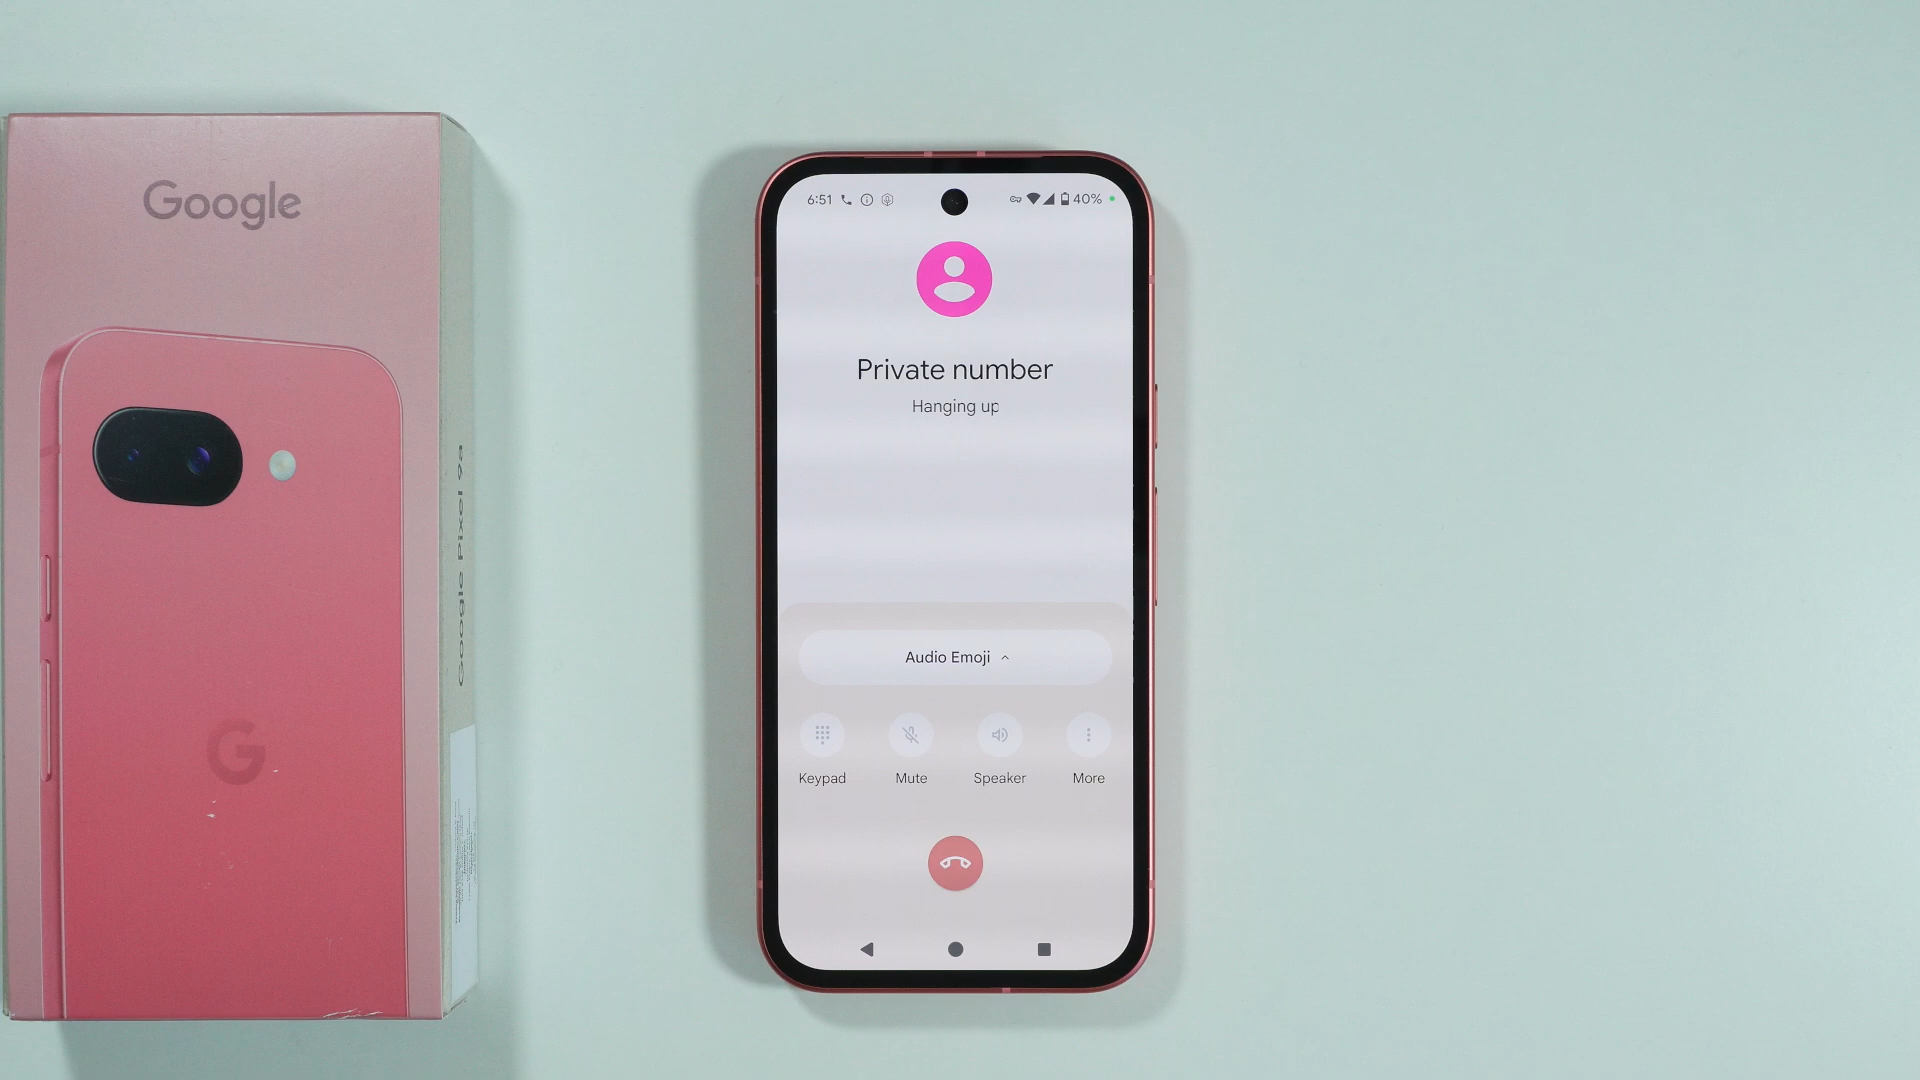 Google
Google Pixel 9a
6:51
40%
Private number
Hanging up
Audio Emoji
Keypad
Mute
Speaker
More